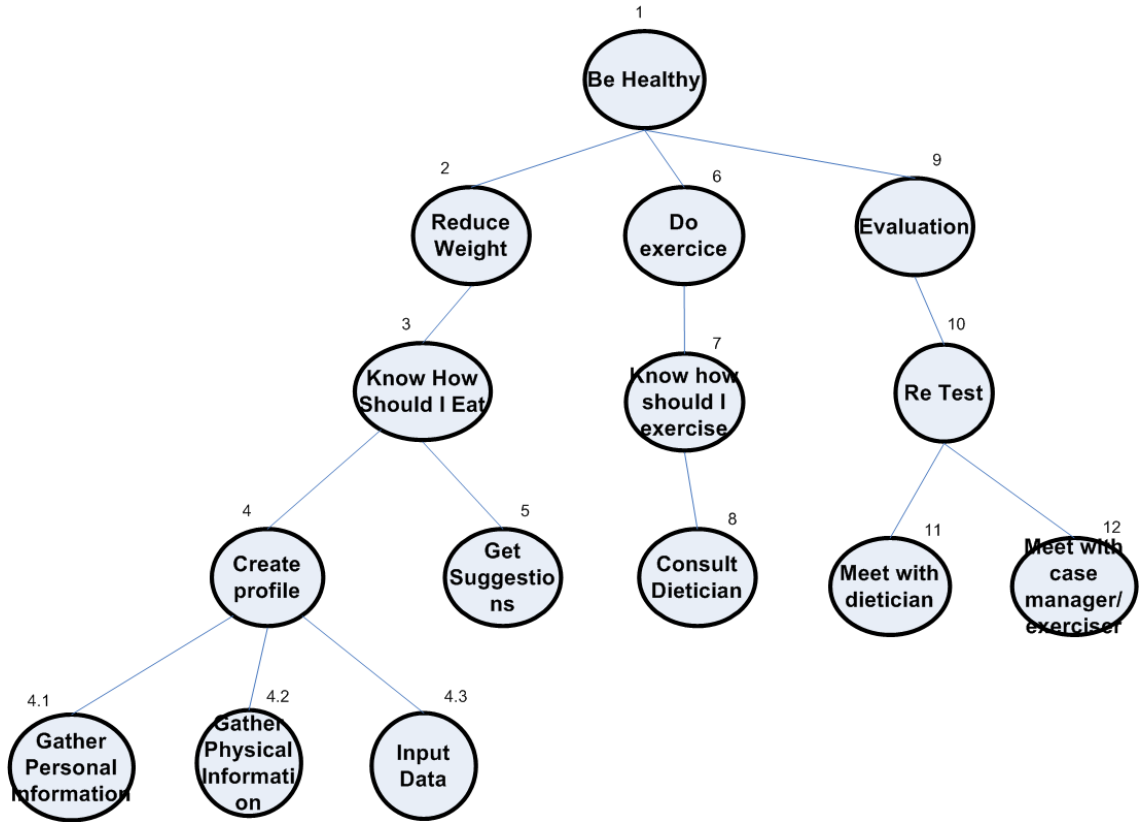 1
Be Healthy
2
Reduce
Weight
6
Do
exercice
9
Evaluation
3
Know How
Should I Eat
7
Know how
should I
exercise
10
Re Test
4
Create
profile
5
Get
Suggestio
ns
8
Consult
Dietician
11
Meet with
dietician
12
Meet with
case
manager/
exerciser
4.1
Gather
Personal
Information
4.2
Gather
Physical
Informati
on
4.3
Input
Data